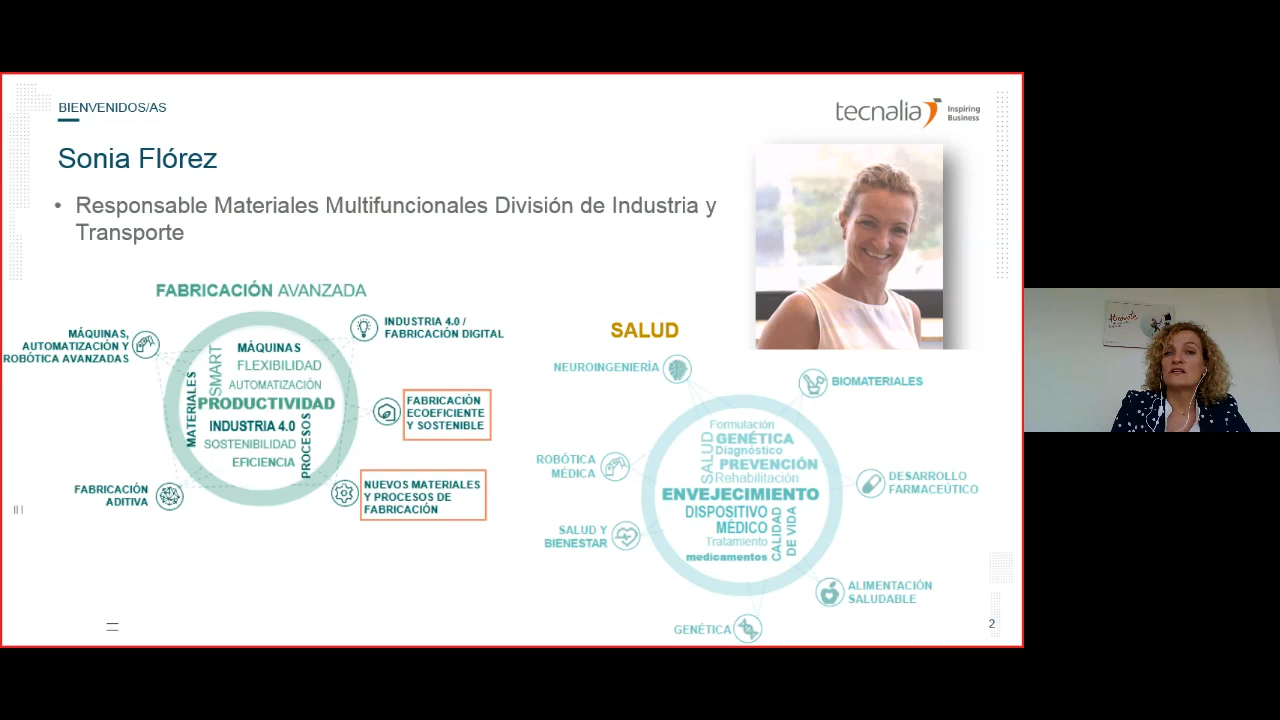 BIENVENIDOS/AS
tecnalia
Inspiring
Business
Sonia Flórez
• Responsable Materiales Multifuncionales División de Industria y
Transporte
FABRICACIÓN AVANZADA
MÁQUINAS,
AUTOMATIZACIÓN Y
ROBÓTICA AVANZADAS
INDUSTRIA 4.0 /
FABRICACIÓN DIGITAL
FABRICACIÓN
ECOEFICIENTE
Y SOSTENIBLE
NUEVOS MATERIALES
Y PROCESOS DE
FABRICACIÓN
FABRICACIÓN
ADITIVA
MATERIALES
SMART
MÁQUINAS
FLEXIBILIDAD
AUTOMATIZACIÓN
PRODUCTIVIDAD
INDUSTRIA 4.0
SOSTENIBILIDAD
EFICIENCIA
PROCESOS
SALUD
NEUROINGENIERÍA
BIOMATERIALES
ROBÓTICA
MÉDICA
DESARROLLO
FARMACEÚTICO
SALUD Y
BIENESTAR
ALIMENTACIÓN
SALUDABLE
GENÉTICA
SALUD
Formulación
GENÉTICA
Diagnóstico
PREVENCIÓN
Rehabilitación
ENVEJECIMIENTO
DISPOSITIVO
MÉDICO
Tratamiento
medicamentos
CALIDAD
DE VIDA
2